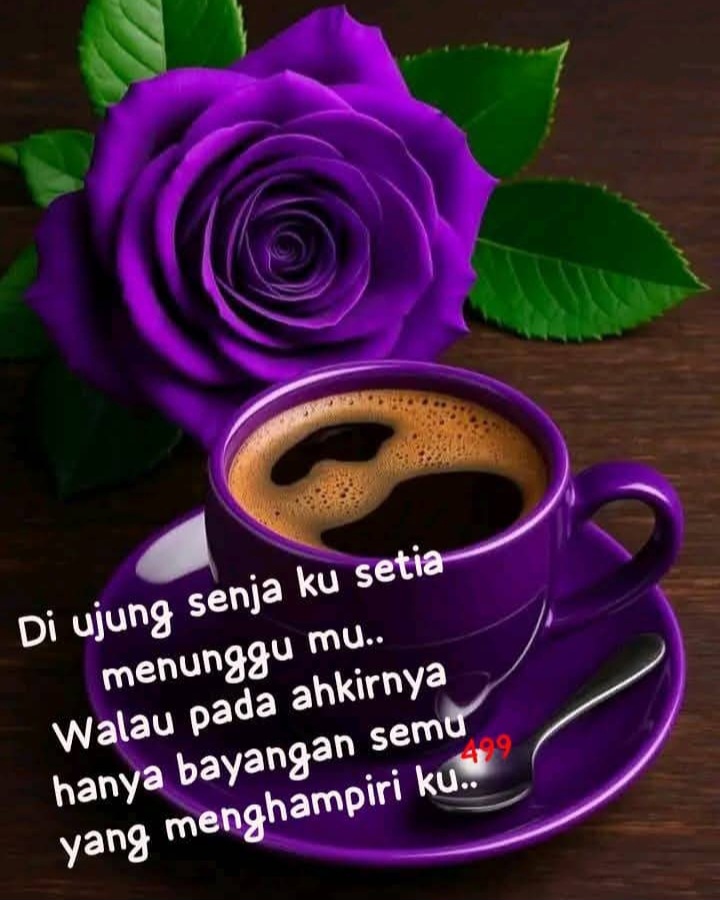 Di ujung senja ku setia
menunggu mu..
Walau pada ahkirnya
hanya bayangan semu
499
yang menghampiri ku..